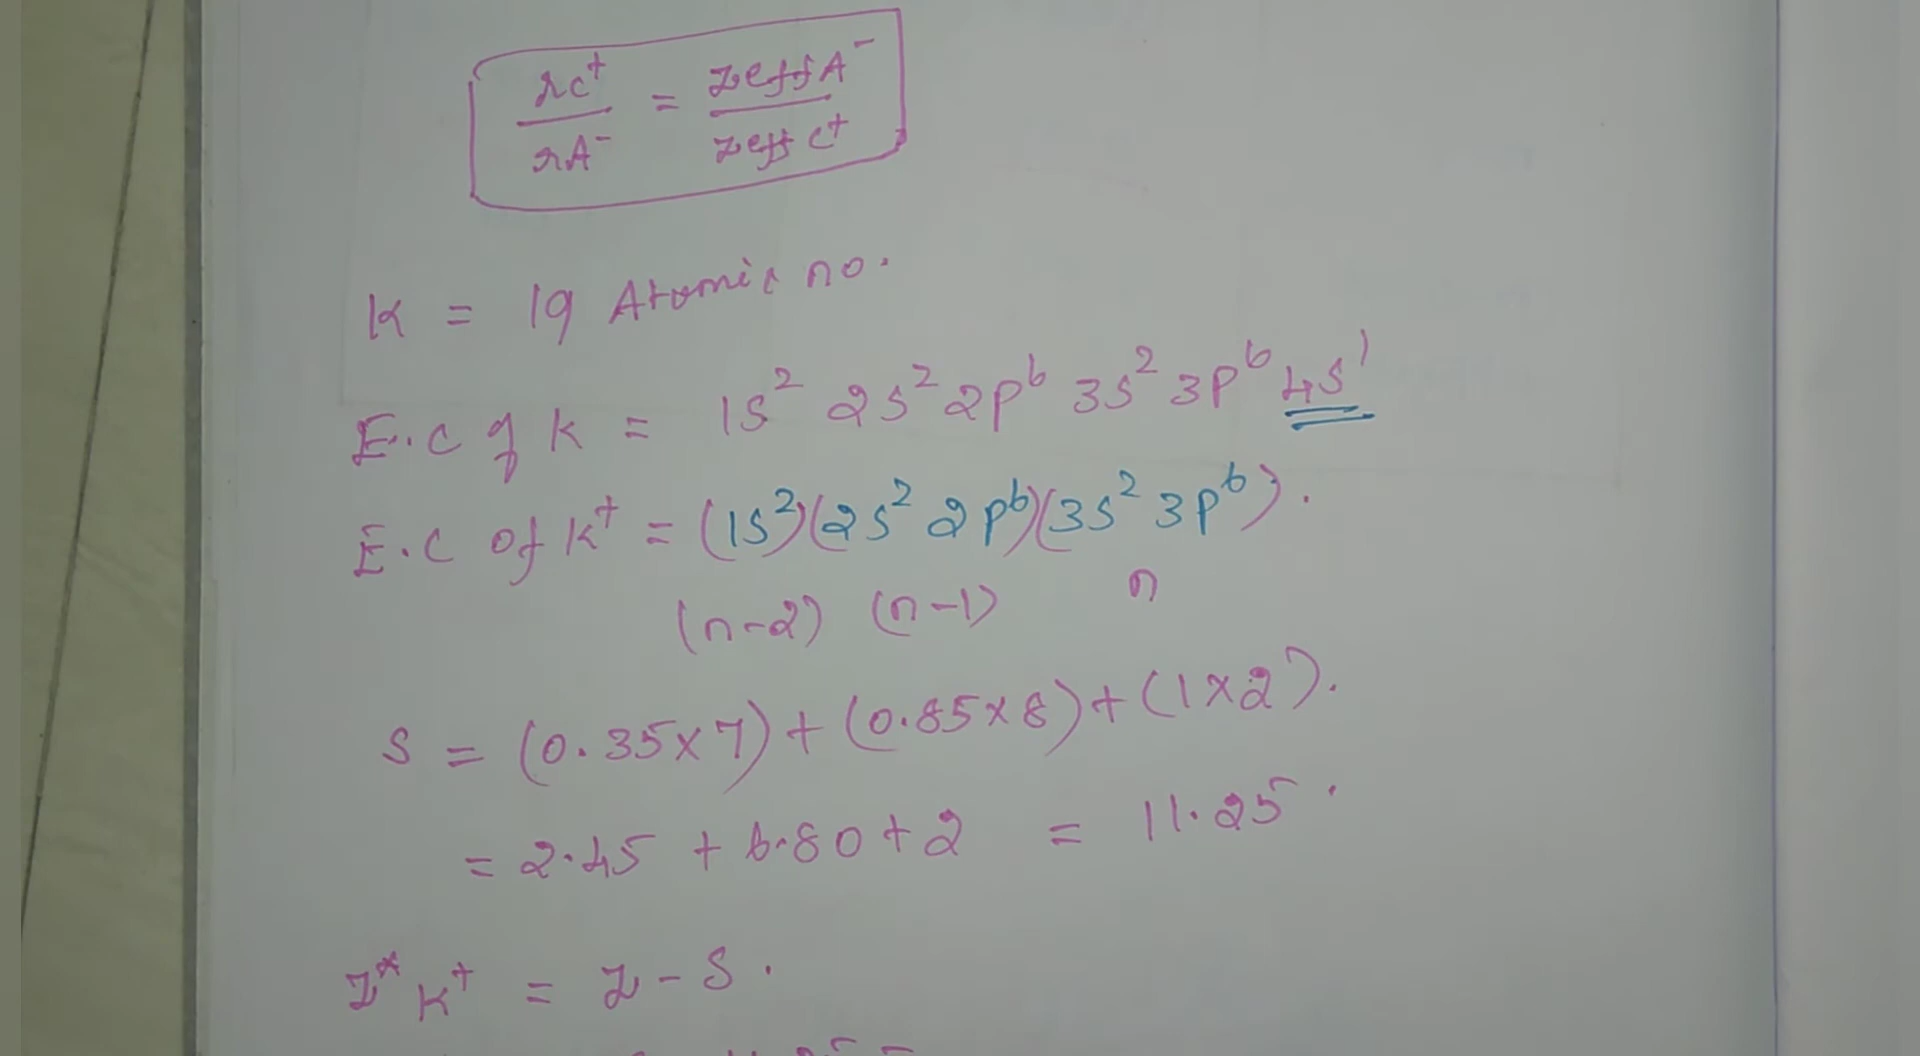 rc⁺/rA⁻ = ZeffA⁻/Zeff c⁺
K = 19 Atomic no.
E.C of K = 1s² 2s² 2p⁶ 3s² 3p⁶ 4s¹
E.C of K⁺ = (1s²)(2s² 2p⁶)(3s² 3p⁶).
(n-2) (n-1) n
S = (0.35×7)+(0.85×8)+(1×2).
= 2.45 + 6.80+2 = 11.25.
Z* K⁺ = Z-S.